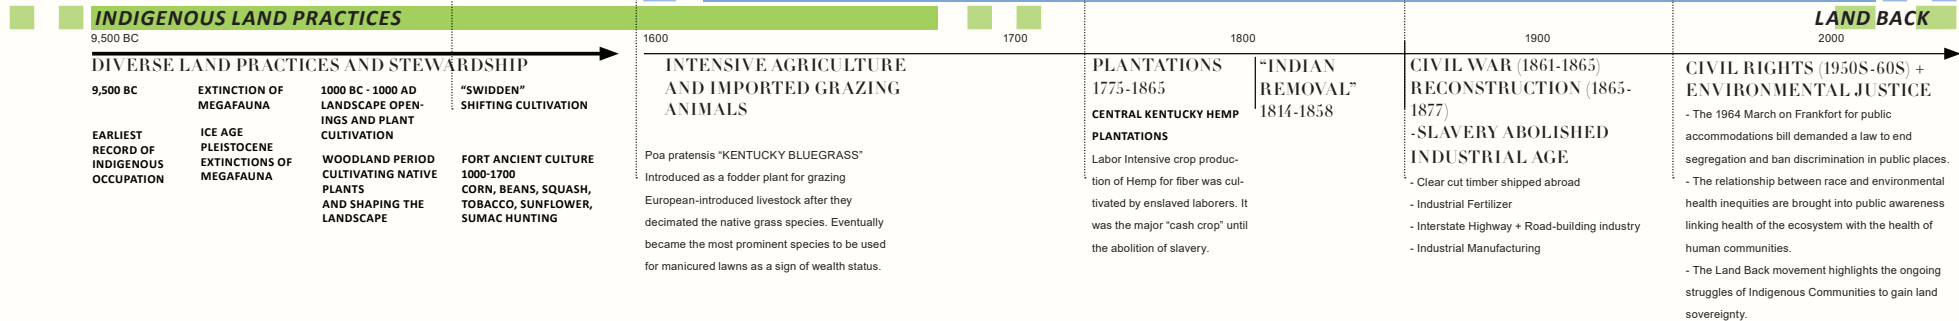 INDIGENOUS LAND PRACTICES
LAND BACK
9,500 BC
1600
1700
1800
1900
2000
DIVERSE LAND PRACTICES AND STEWARDSHIP
9,500 BC
EARLIEST
RECORD OF
INDIGENOUS
OCCUPATION
EXTINCTION OF
MEGAFAUNA
ICE AGE
PLEISTOCENE
EXTINCTIONS OF
MEGAFAUNA
1000 BC - 1000 AD
LANDSCAPE OPEN-
INGS AND PLANT
CULTIVATION
WOODLAND PERIOD
CULTIVATING NATIVE
PLANTS
AND SHAPING THE
LANDSCAPE
“SWIDDEN”
SHIFTING CULTIVATION
FORT ANCIENT CULTURE
1000-1700
CORN, BEANS, SQUASH,
TOBACCO, SUNFLOWER,
SUMAC HUNTING
INTENSIVE AGRICULTURE
AND IMPORTED GRAZING
ANIMALS
Poa pratensis “KENTUCKY BLUEGRASS”
Introduced as a fodder plant for grazing
European-introduced livestock after they
decimated the native grass species. Eventually
became the most prominent species to be used
for manicured lawns as a sign of wealth status.
PLANTATIONS
1775-1865
CENTRAL KENTUCKY HEMP
PLANTATIONS
Labor Intensive crop produc-
tion of Hemp for fiber was cul-
tivated by enslaved laborers. It
was the major “cash crop” until
the abolition of slavery.
“INDIAN
REMOVAL”
1814-1858
CIVIL WAR (1861-1865)
RECONSTRUCTION (1865-
1877)
-SLAVERY ABOLISHED
INDUSTRIAL AGE
- Clear cut timber shipped abroad
- Industrial Fertilizer
- Interstate Highway + Road-building industry
- Industrial Manufacturing
CIVIL RIGHTS (1950S-60S) +
ENVIRONMENTAL JUSTICE
- The 1964 March on Frankfort for public
accommodations bill demanded a law to end
segregation and ban discrimination in public places.
- The relationship between race and environmental
health inequities are brought into public awareness
linking health of the ecosystem with the health of
human communities.
- The Land Back movement highlights the ongoing
struggles of Indigenous Communities to gain land
sovereignty.